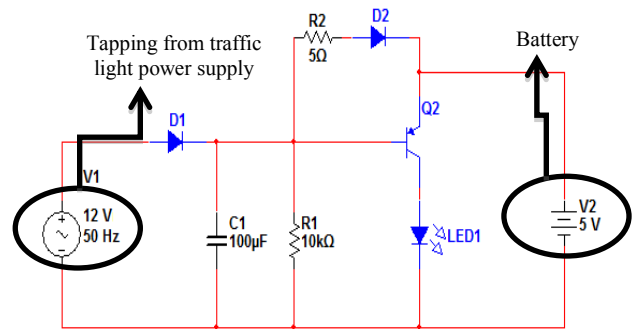 Tapping from traffic
light power supply
R2
5Ω
D2
Battery
D1
Q2
V1
12 V
50 Hz
C1
100µF
R1
10kΩ
LED1
V2
5 V